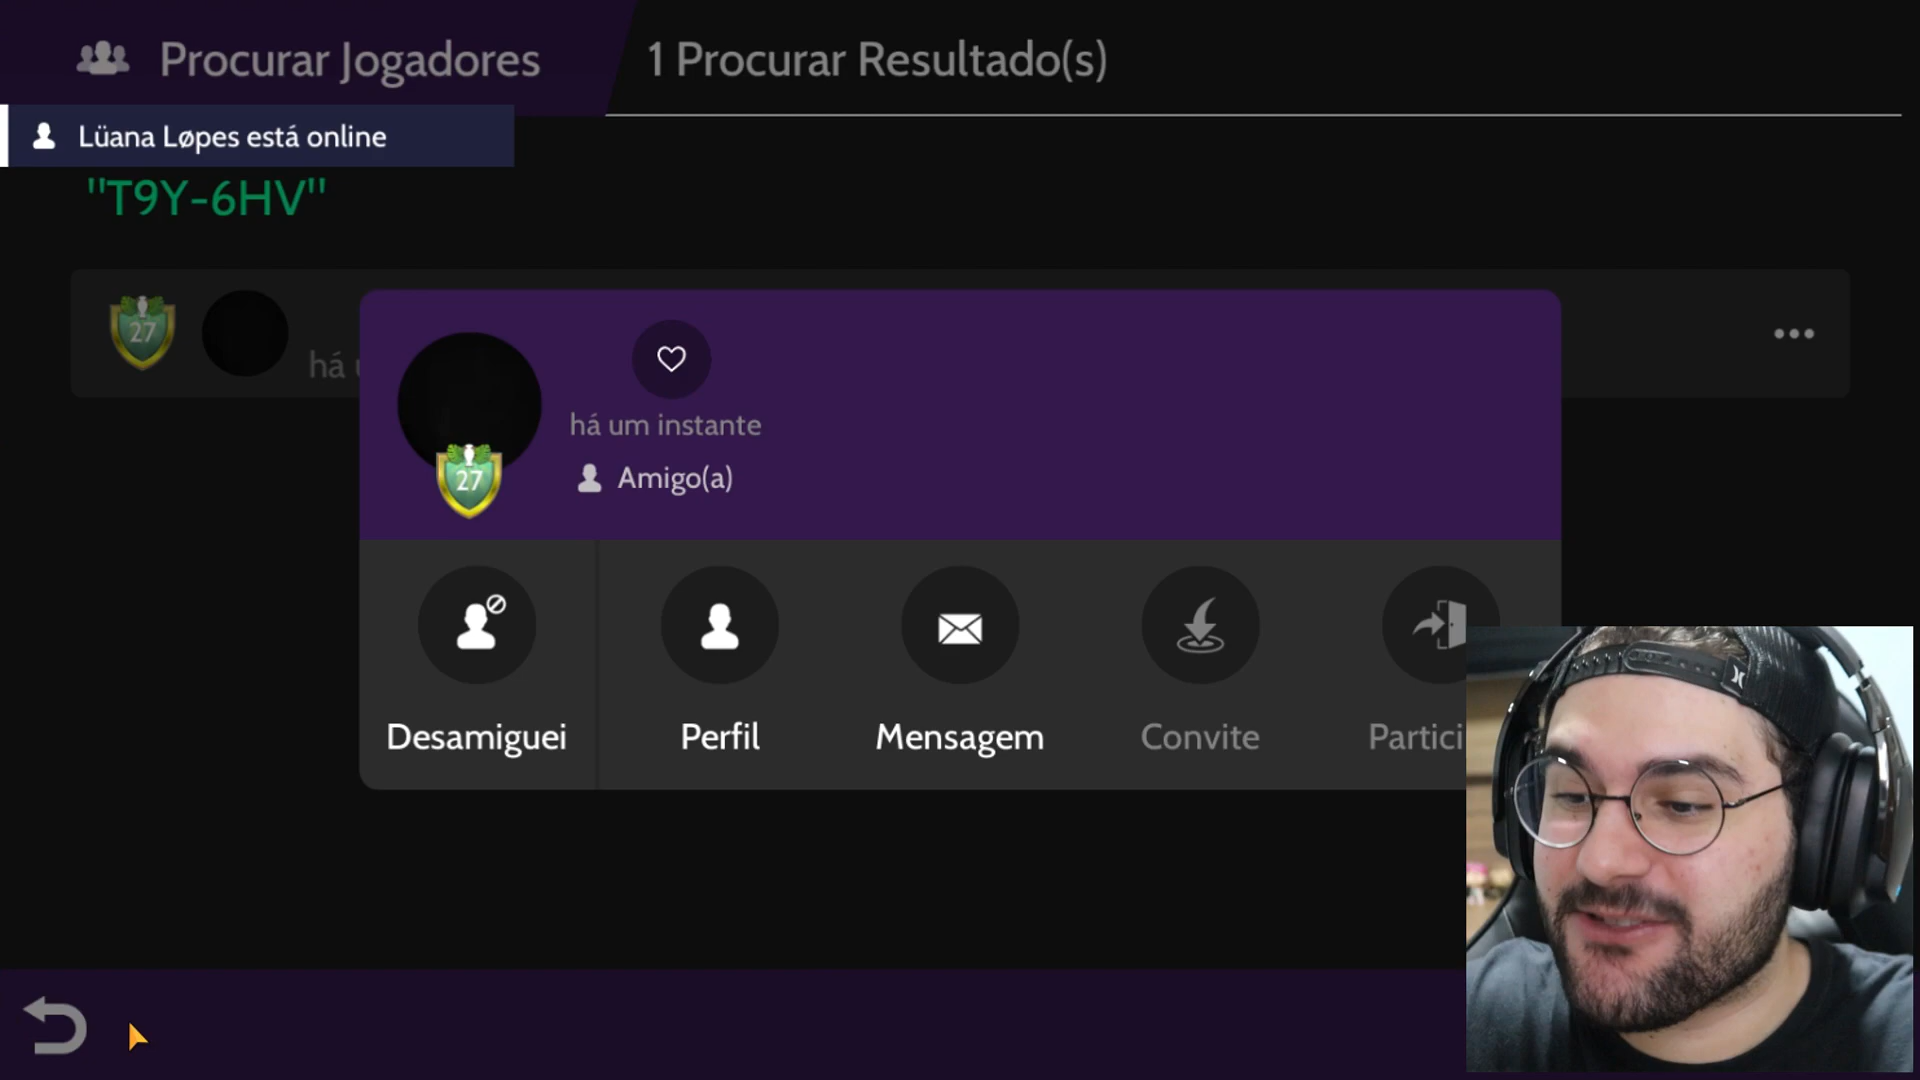 Procurar Jogadores
1 Procurar Resultado(s)
Lüana Løpes está online
"T9Y-6HV"
27
há
27
há um instante
Amigo(a)
Desamiguei
Perfil
Mensagem
Convite
Partici